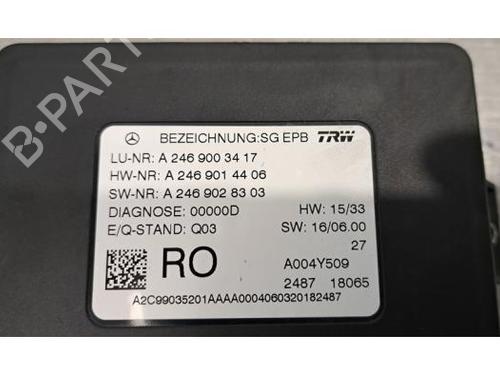 BEZEICHNUNG:SG EPB TRW
LU-NR: A 246 900 34 17
HW-NR: A 246 901 44 06
SW-NR: A 246 902 83 03
DIAGNOSE: 00000D HW: 15/33
E/Q-STAND: Q03 SW: 16/06.00
27
RO A004Y509
2487 18065
A2C99035201AAAA0004060320182487
B-PARTS